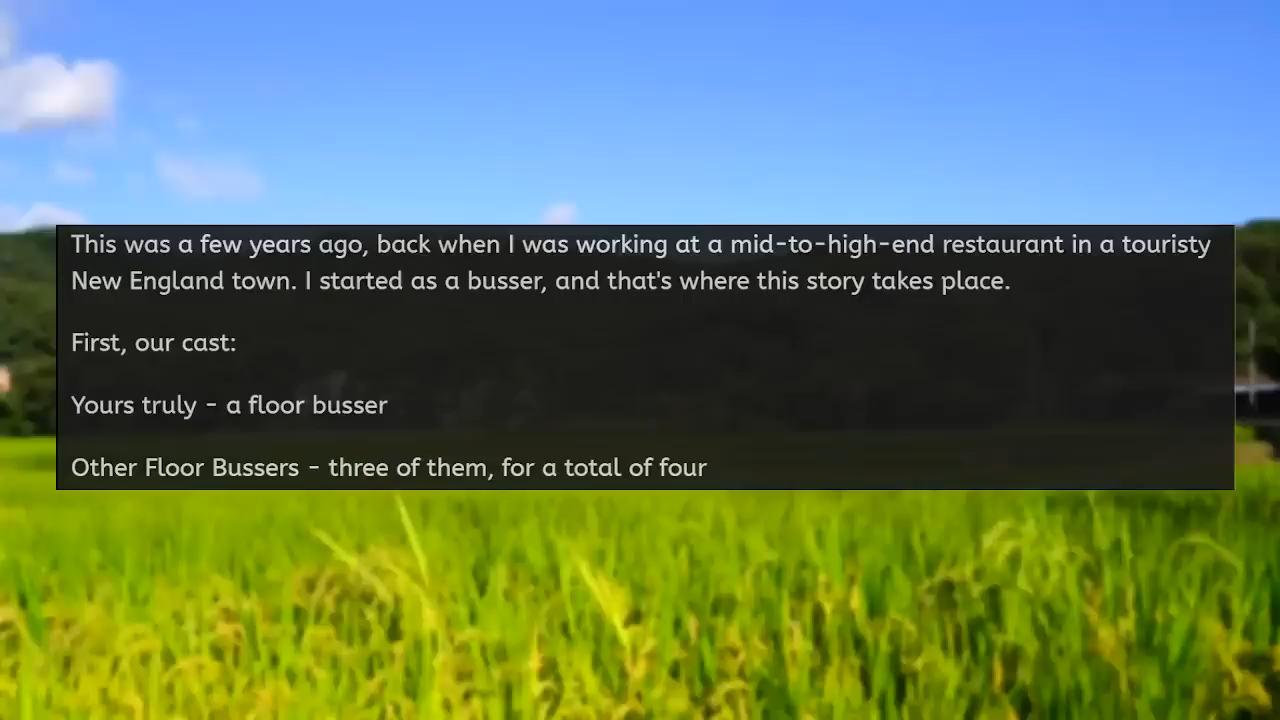 This was a few years ago, back when I was working at a mid-to-high-end restaurant in a touristy
New England town. I started as a busser, and that's where this story takes place.
First, our cast:
Yours truly - a floor busser
Other Floor Bussers - three of them, for a total of four